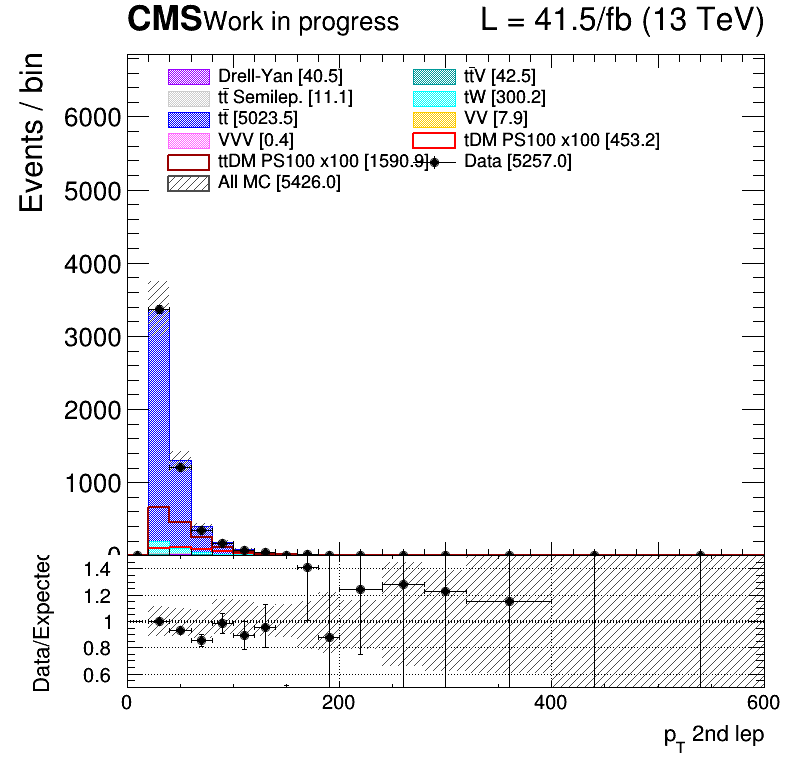 CMS Work in progress L = 41.5/fb (13 TeV)
Events / bin
Drell-Yan [40.5] tt̄V [42.5]
tt̄ Semilep. [11.1] tW [300.2]
tt̄ [5023.5] VV [7.9]
VVV [0.4] tDM PS100 x100 [453.2]
ttDM PS100 x100 [1590.9] Data [5257.0]
All MC [5426.0]
6000
5000
4000
3000
2000
1000
0
Data/Expected
1.4
1.2
1
0.8
0.6
0 200 400 600
p_T 2nd lep